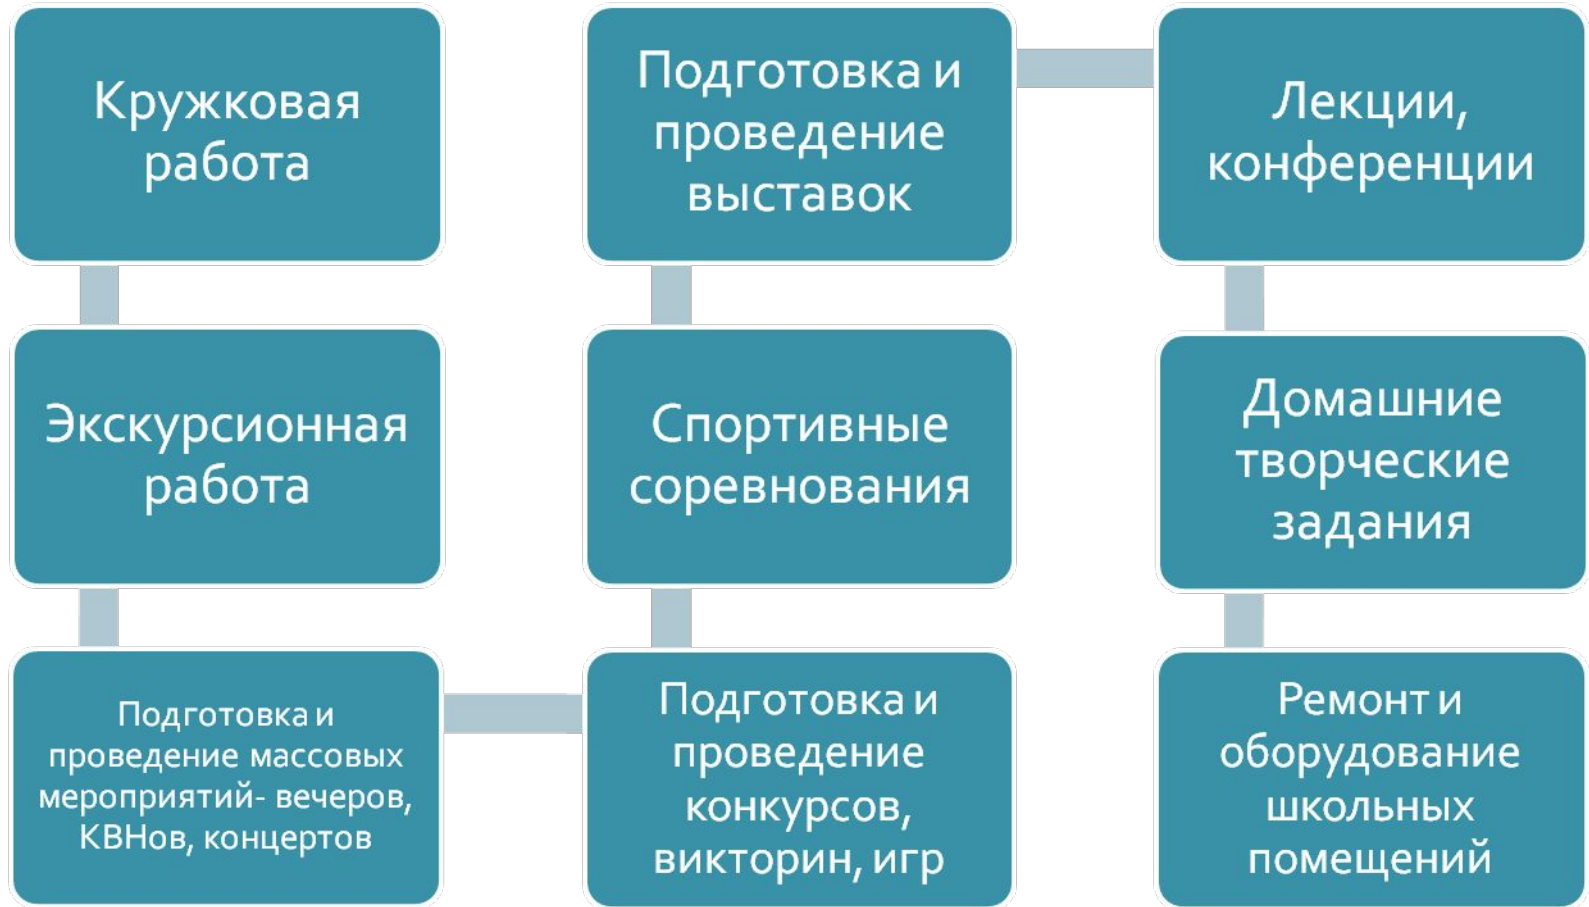 Кружковая
работа
Экскурсионная
работа
Подготовка и
проведение массовых
мероприятий- вечеров,
КВНов, концертов
Подготовка и
проведение
конкурсов,
викторин, игр
Спортивные
соревнования
Подготовка и
проведение
выставок
Лекции,
конференции
Домашние
творческие
задания
Ремонт и
оборудование
школьных
помещений